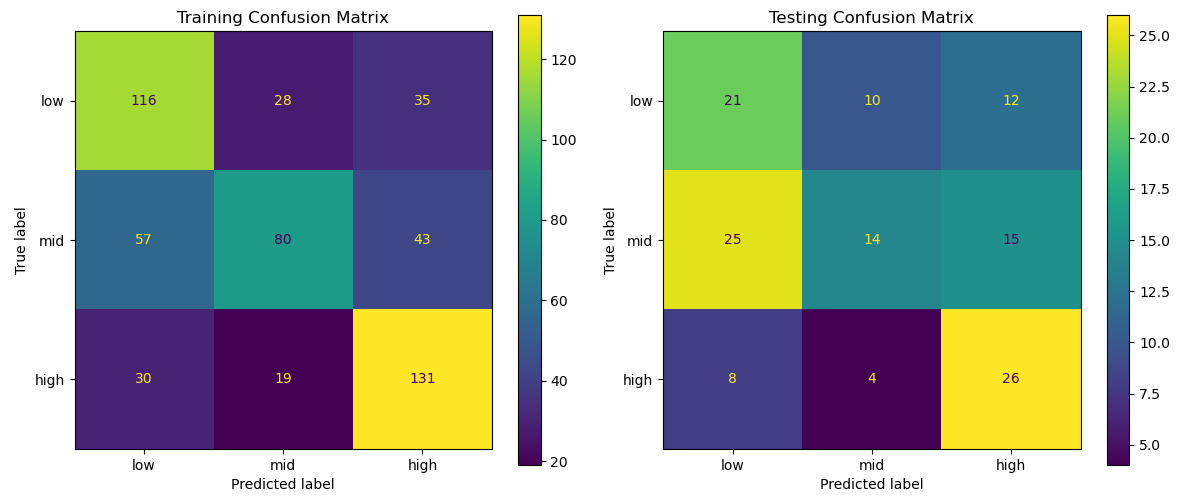 Training Confusion Matrix
True label
low
mid
high
116 28 35
57 80 43
30 19 131
low mid high
Predicted label
120
100
80
60
40
20
Testing Confusion Matrix
True label
low
mid
high
21 10 12
25 14 15
8 4 26
low mid high
Predicted label
25.0
22.5
20.0
17.5
15.0
12.5
10.0
7.5
5.0